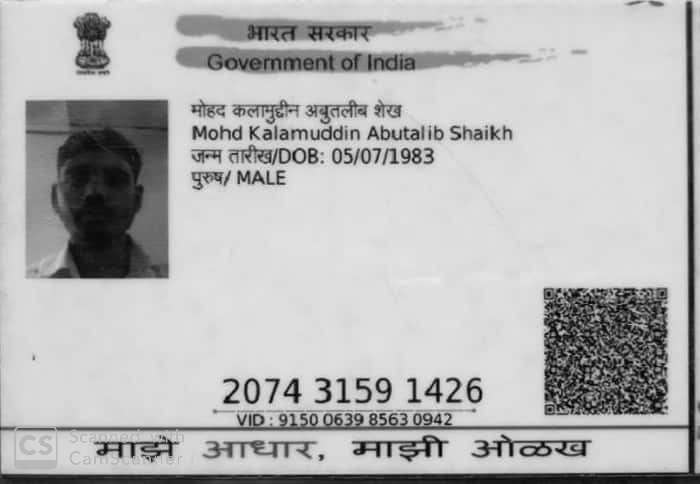 भारत सरकार
Government of India
मोहद कलामुद्दीन अबुतलीब शेख
Mohd Kalamuddin Abutalib Shaikh
जन्म तारीख/DOB: 05/07/1983
पुरुष/ MALE
2074 3159 1426
VID : 9150 0639 8563 0942
माझे आधार, माझी ओळख
CS Scanned with
CamScanner